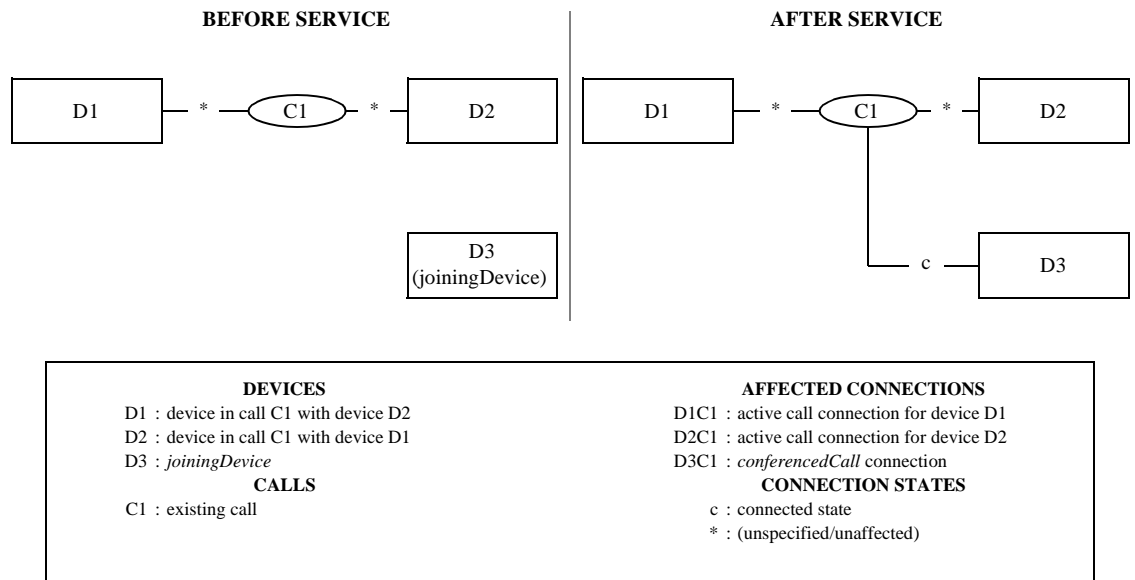 BEFORE SERVICE
AFTER SERVICE
D1
*
C1
*
D2
D3
(joiningDevice)
D1
*
C1
*
D2
c
D3
DEVICES
D1 : device in call C1 with device D2
D2 : device in call C1 with device D1
D3 : joiningDevice
CALLS
C1 : existing call
AFFECTED CONNECTIONS
D1C1 : active call connection for device D1
D2C1 : active call connection for device D2
D3C1 : conferencedCall connection
CONNECTION STATES
c : connected state
* : (unspecified/unaffected)